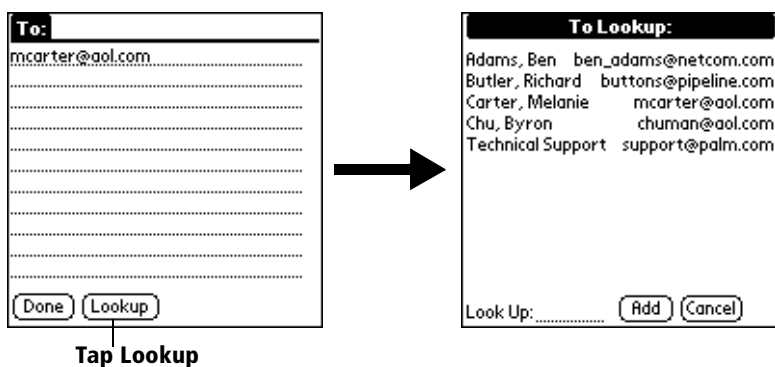 To:
mcarter@aol.com
Done Lookup
Tap Lookup
To Lookup:
Adams, Ben ben_adams@netcom.com
Butler, Richard buttons@pipeline.com
Carter, Melanie mcarter@aol.com
Chu, Byron chuman@aol.com
Technical Support support@palm.com
Look Up: Add Cancel